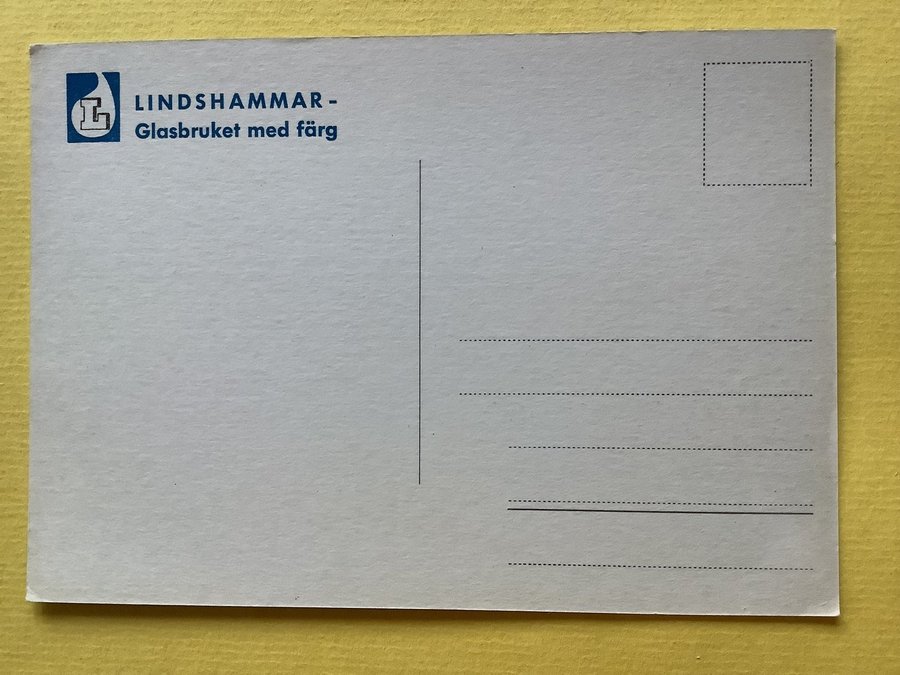 L
LINDSHAMMAR-
Glasbruket med färg